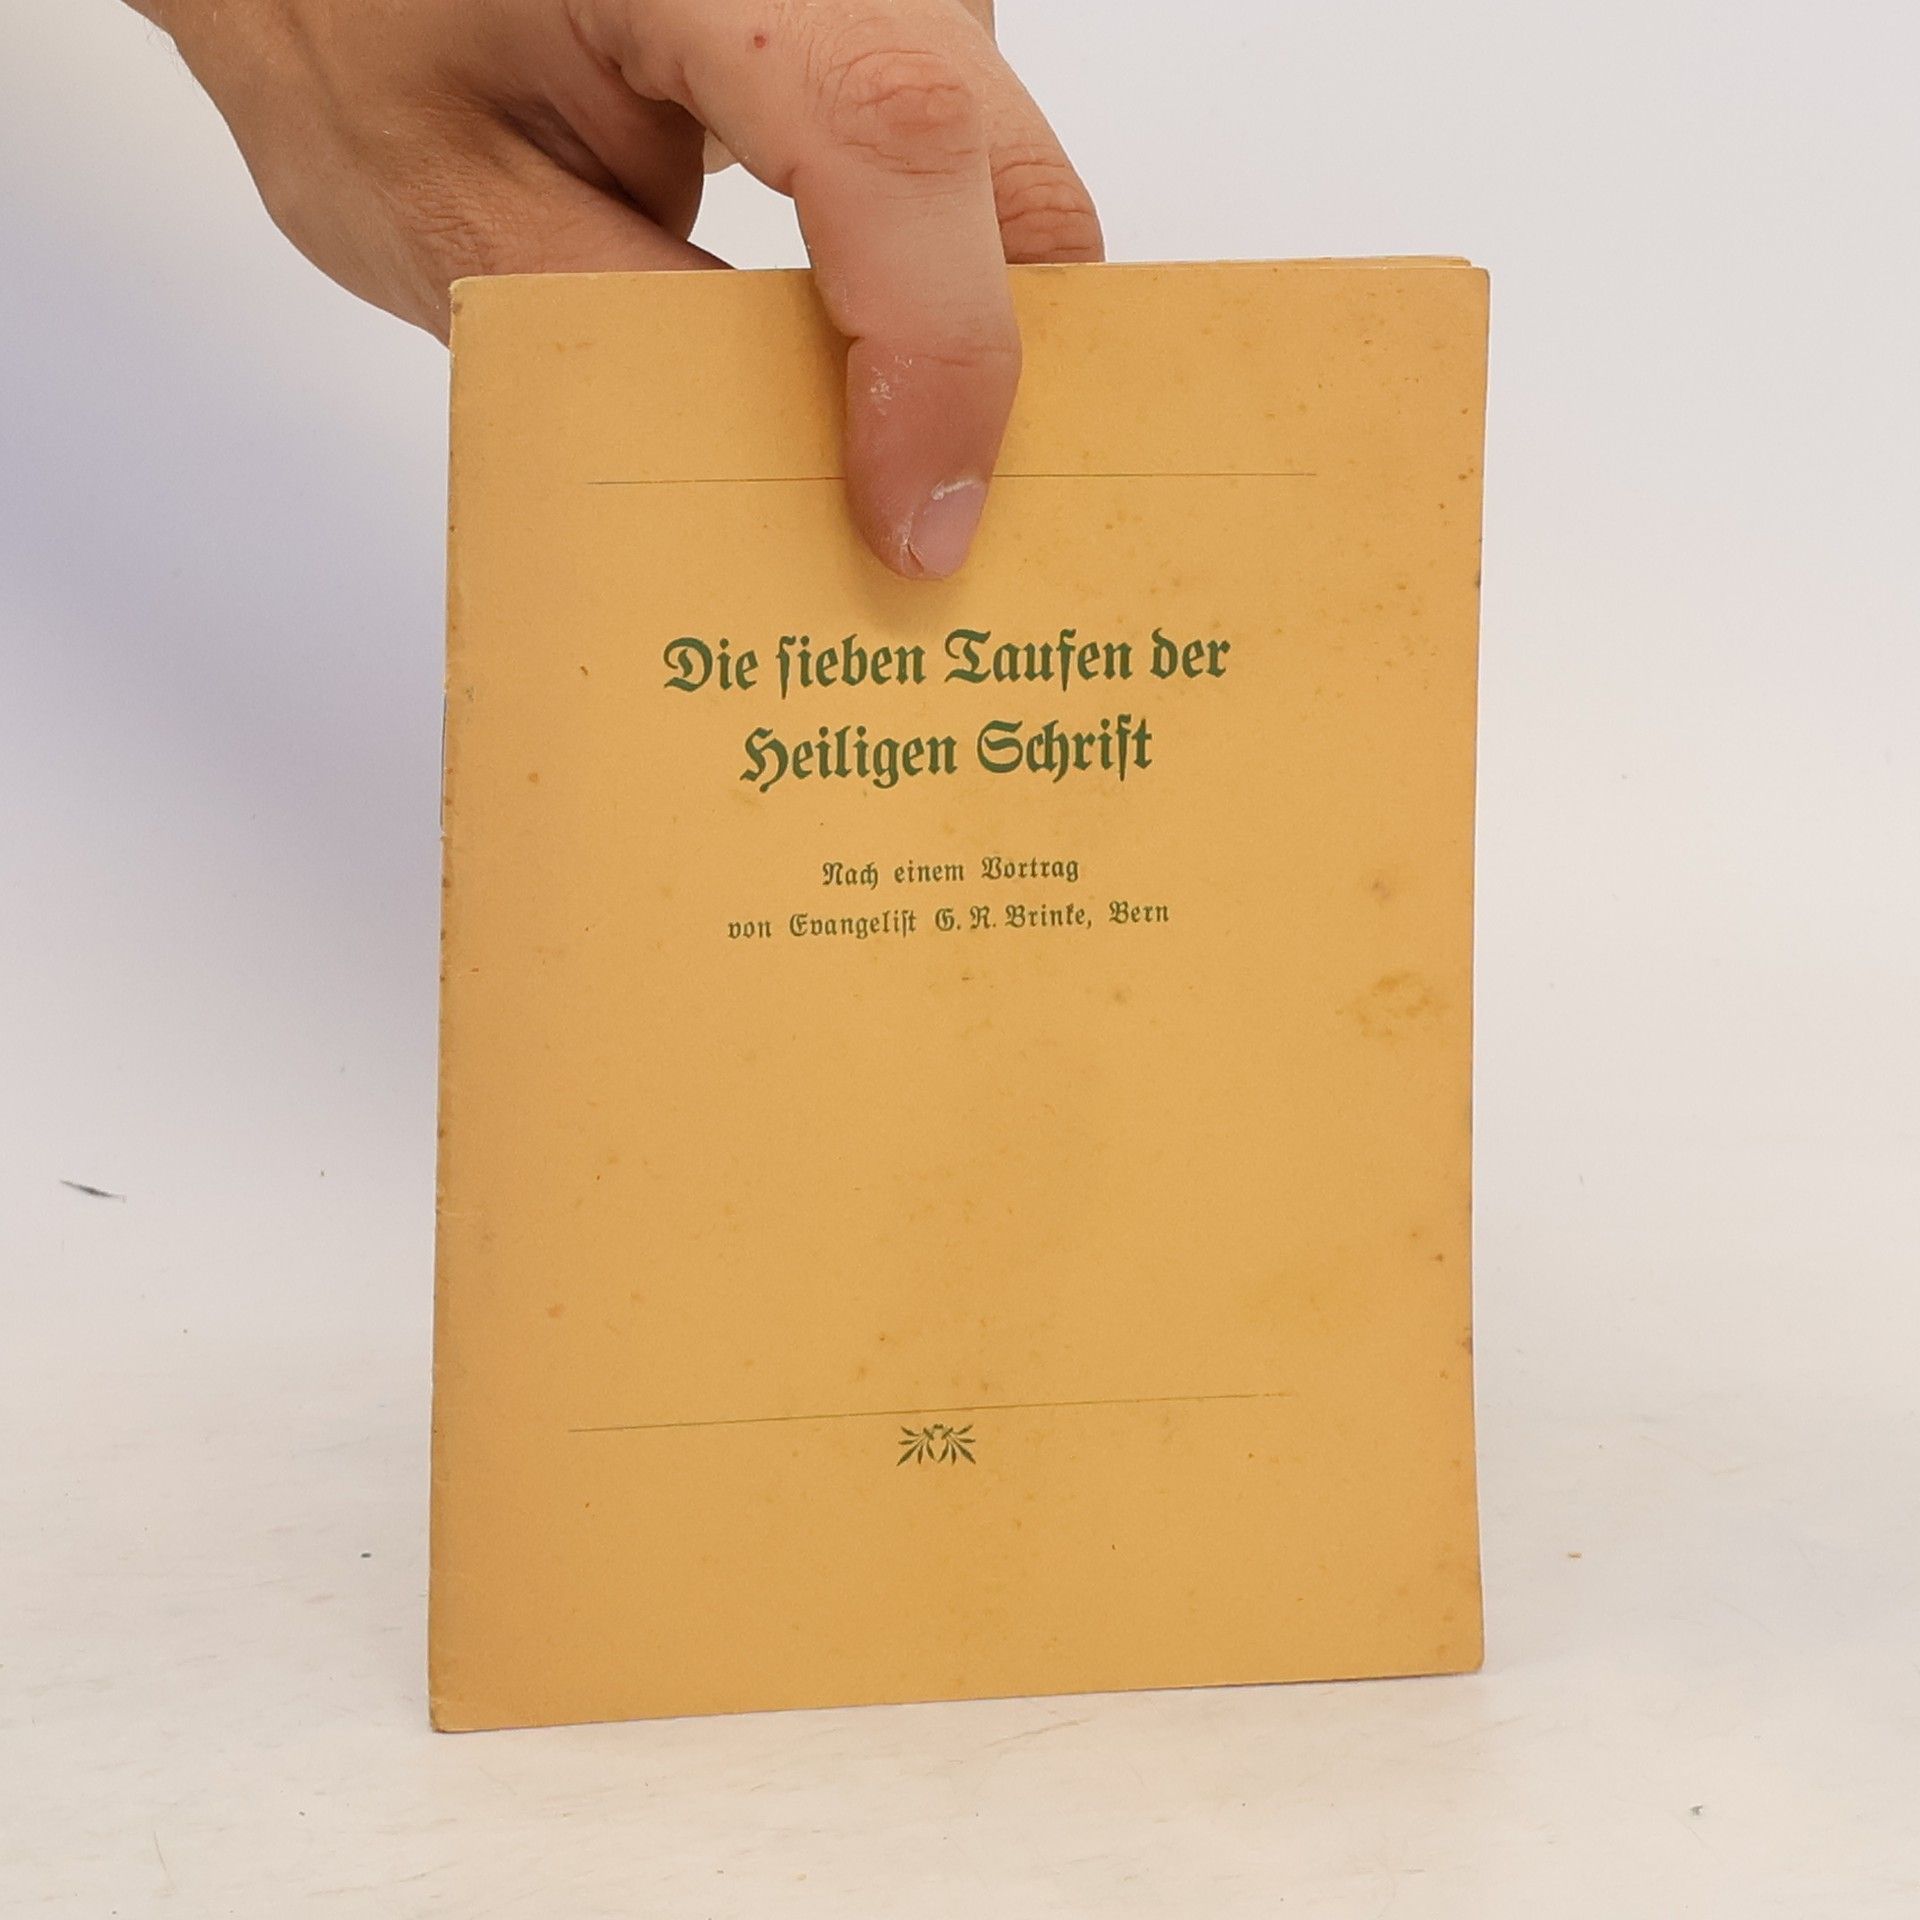 Die ſieben Taufen der
Heiligen Schrift
Nach einem Vortrag
von Evangeliſt G. R. Brinke, Bern